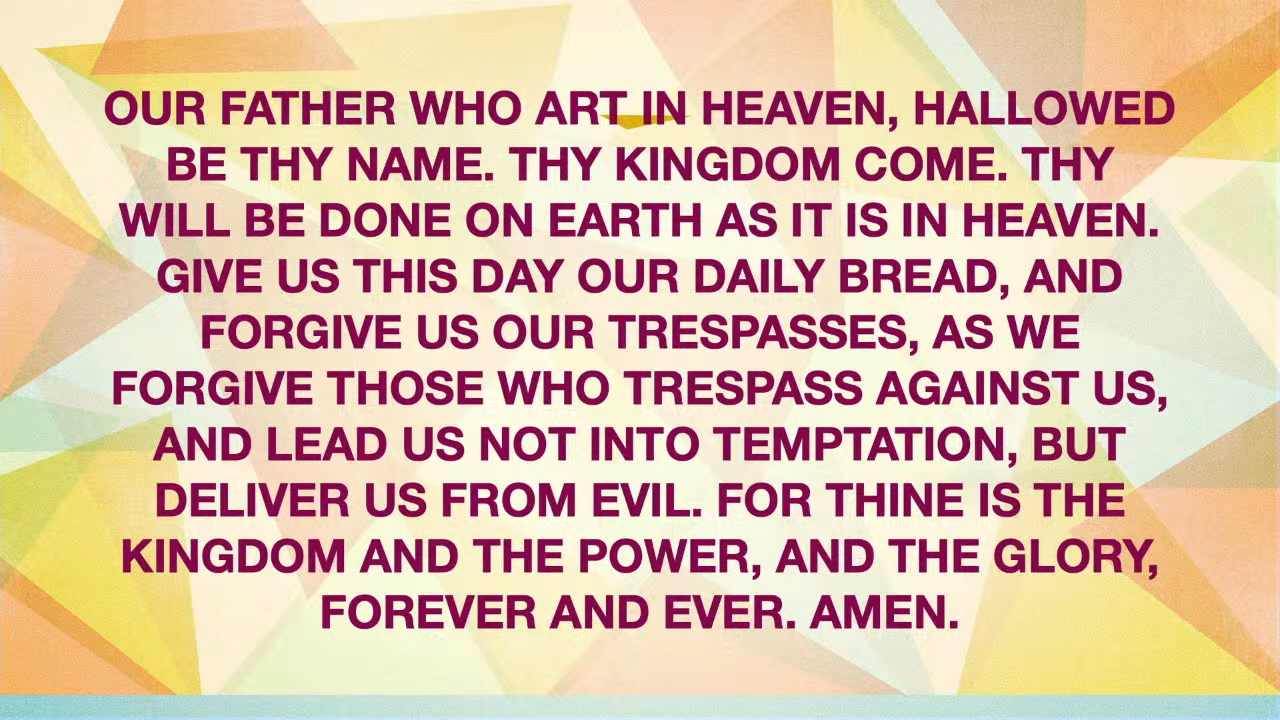 OUR FATHER WHO ART IN HEAVEN, HALLOWED
BE THY NAME. THY KINGDOM COME. THY
WILL BE DONE ON EARTH AS IT IS IN HEAVEN.
GIVE US THIS DAY OUR DAILY BREAD, AND
FORGIVE US OUR TRESPASSES, AS WE
FORGIVE THOSE WHO TRESPASS AGAINST US,
AND LEAD US NOT INTO TEMPTATION, BUT
DELIVER US FROM EVIL. FOR THINE IS THE
KINGDOM AND THE POWER, AND THE GLORY,
FOREVER AND EVER. AMEN.